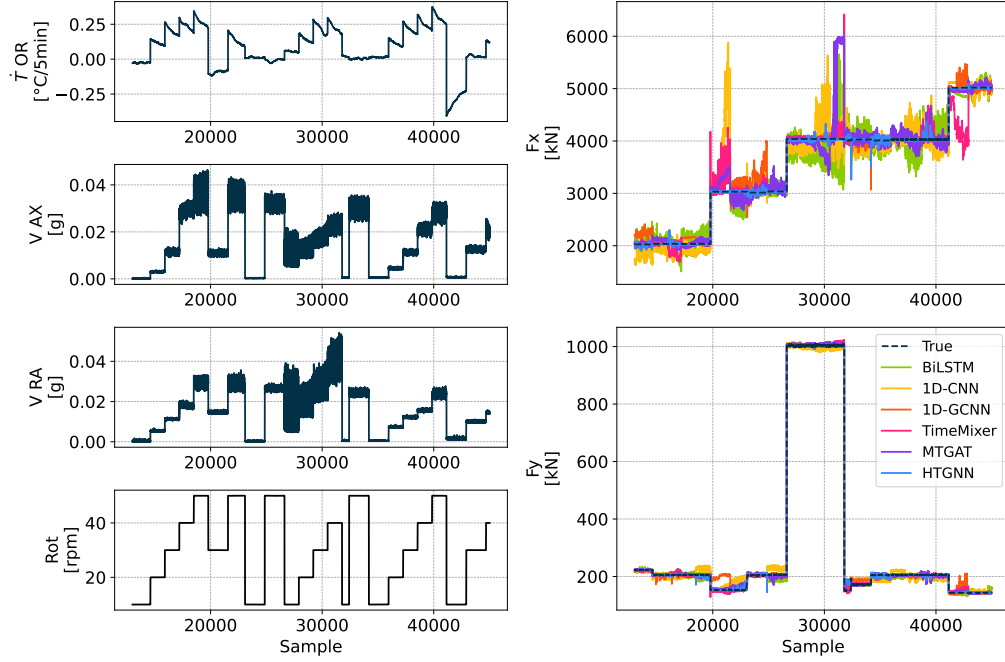 Ṫ OR
[°C/5min]
0.25
0.00
−0.25
20000 30000 40000
V AX
[g]
0.04
0.02
0.00
20000 30000 40000
V RA
[g]
0.04
0.02
0.00
20000 30000 40000
Rot
[rpm]
40
20
20000 30000 40000
Sample
Fx
[kN]
6000
5000
4000
3000
2000
20000 30000 40000
Fy
[kN]
1000
800
600
400
200
True
BiLSTM
1D-CNN
1D-GCNN
TimeMixer
MTGAT
HTGNN
20000 30000 40000
Sample